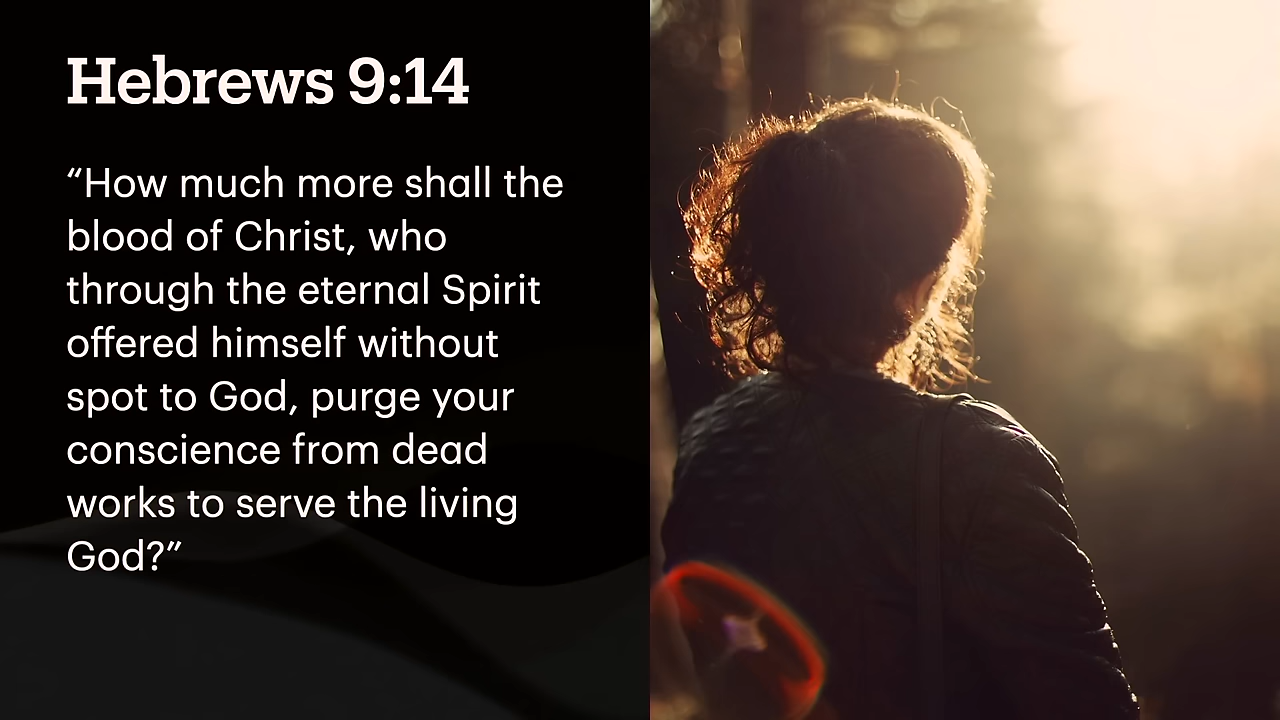 Hebrews 9:14
“How much more shall the
blood of Christ, who
through the eternal Spirit
offered himself without
spot to God, purge your
conscience from dead
works to serve the living
God?”